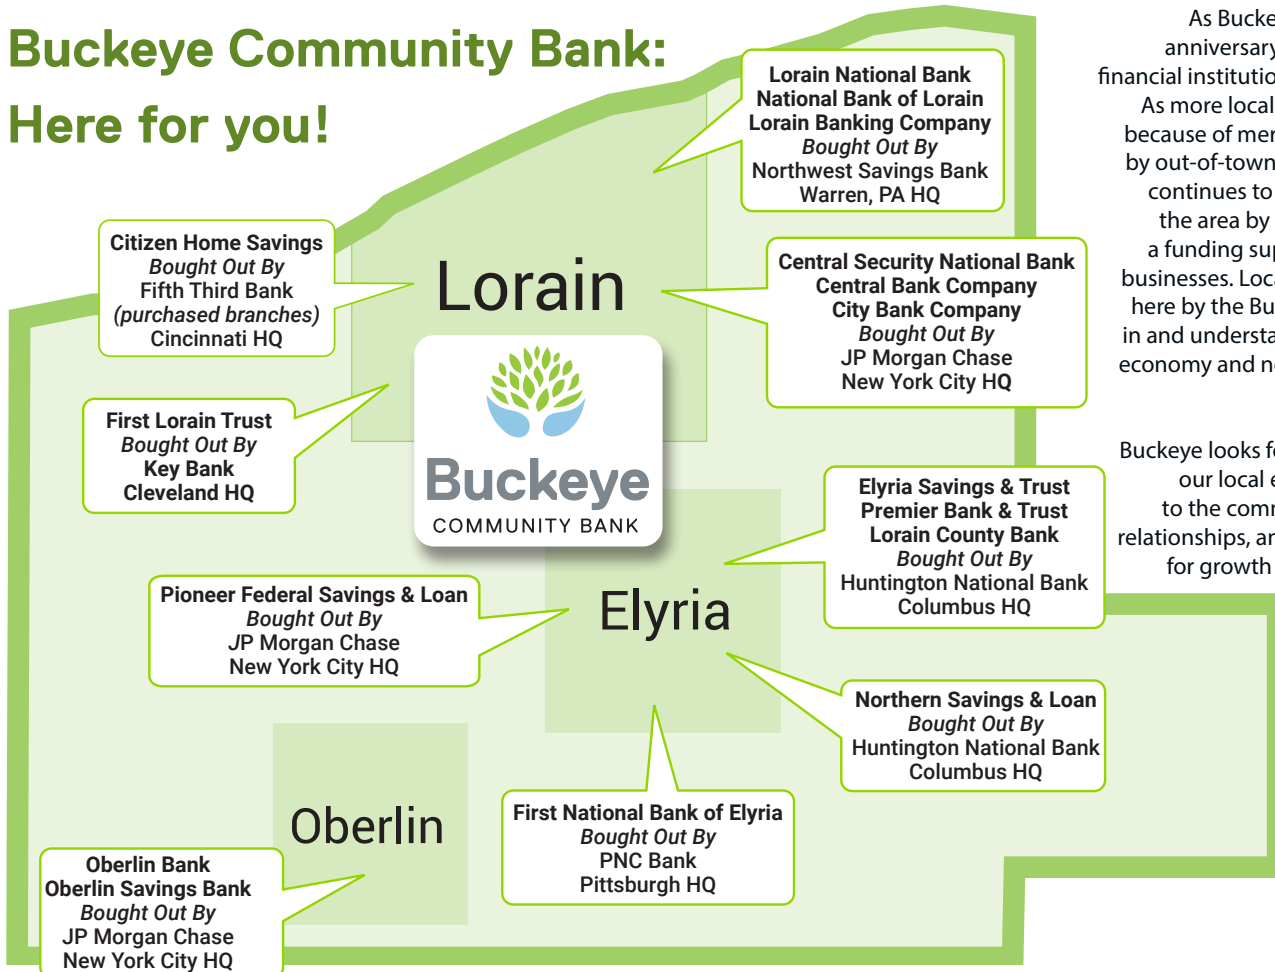 Buckeye Community Bank:
Here for you!
Lorain National Bank
National Bank of Lorain
Lorain Banking Company
Bought Out By
Northwest Savings Bank
Warren, PA HQ
Citizen Home Savings
Bought Out By
Fifth Third Bank
(purchased branches)
Cincinnati HQ
Lorain
Central Security National Bank
Central Bank Company
City Bank Company
Bought Out By
JP Morgan Chase
New York City HQ
First Lorain Trust
Bought Out By
Key Bank
Cleveland HQ
Buckeye
COMMUNITY BANK
Elyria Savings & Trust
Premier Bank & Trust
Lorain County Bank
Bought Out By
Huntington National Bank
Columbus HQ
Pioneer Federal Savings & Loan
Bought Out By
JP Morgan Chase
New York City HQ
Elyria
Northern Savings & Loan
Bought Out By
Huntington National Bank
Columbus HQ
First National Bank of Elyria
Bought Out By
PNC Bank
Pittsburgh HQ
Oberlin
Oberlin Bank
Oberlin Savings Bank
Bought Out By
JP Morgan Chase
New York City HQ
As Bucke
anniversary
financial institutio
As more local
because of mer
by out-of-town
continues to
the area by
a funding sup
businesses. Loca
here by the Bu
in and understa
economy and n
Buckeye looks f
our local e
to the comm
relationships, a
for growth